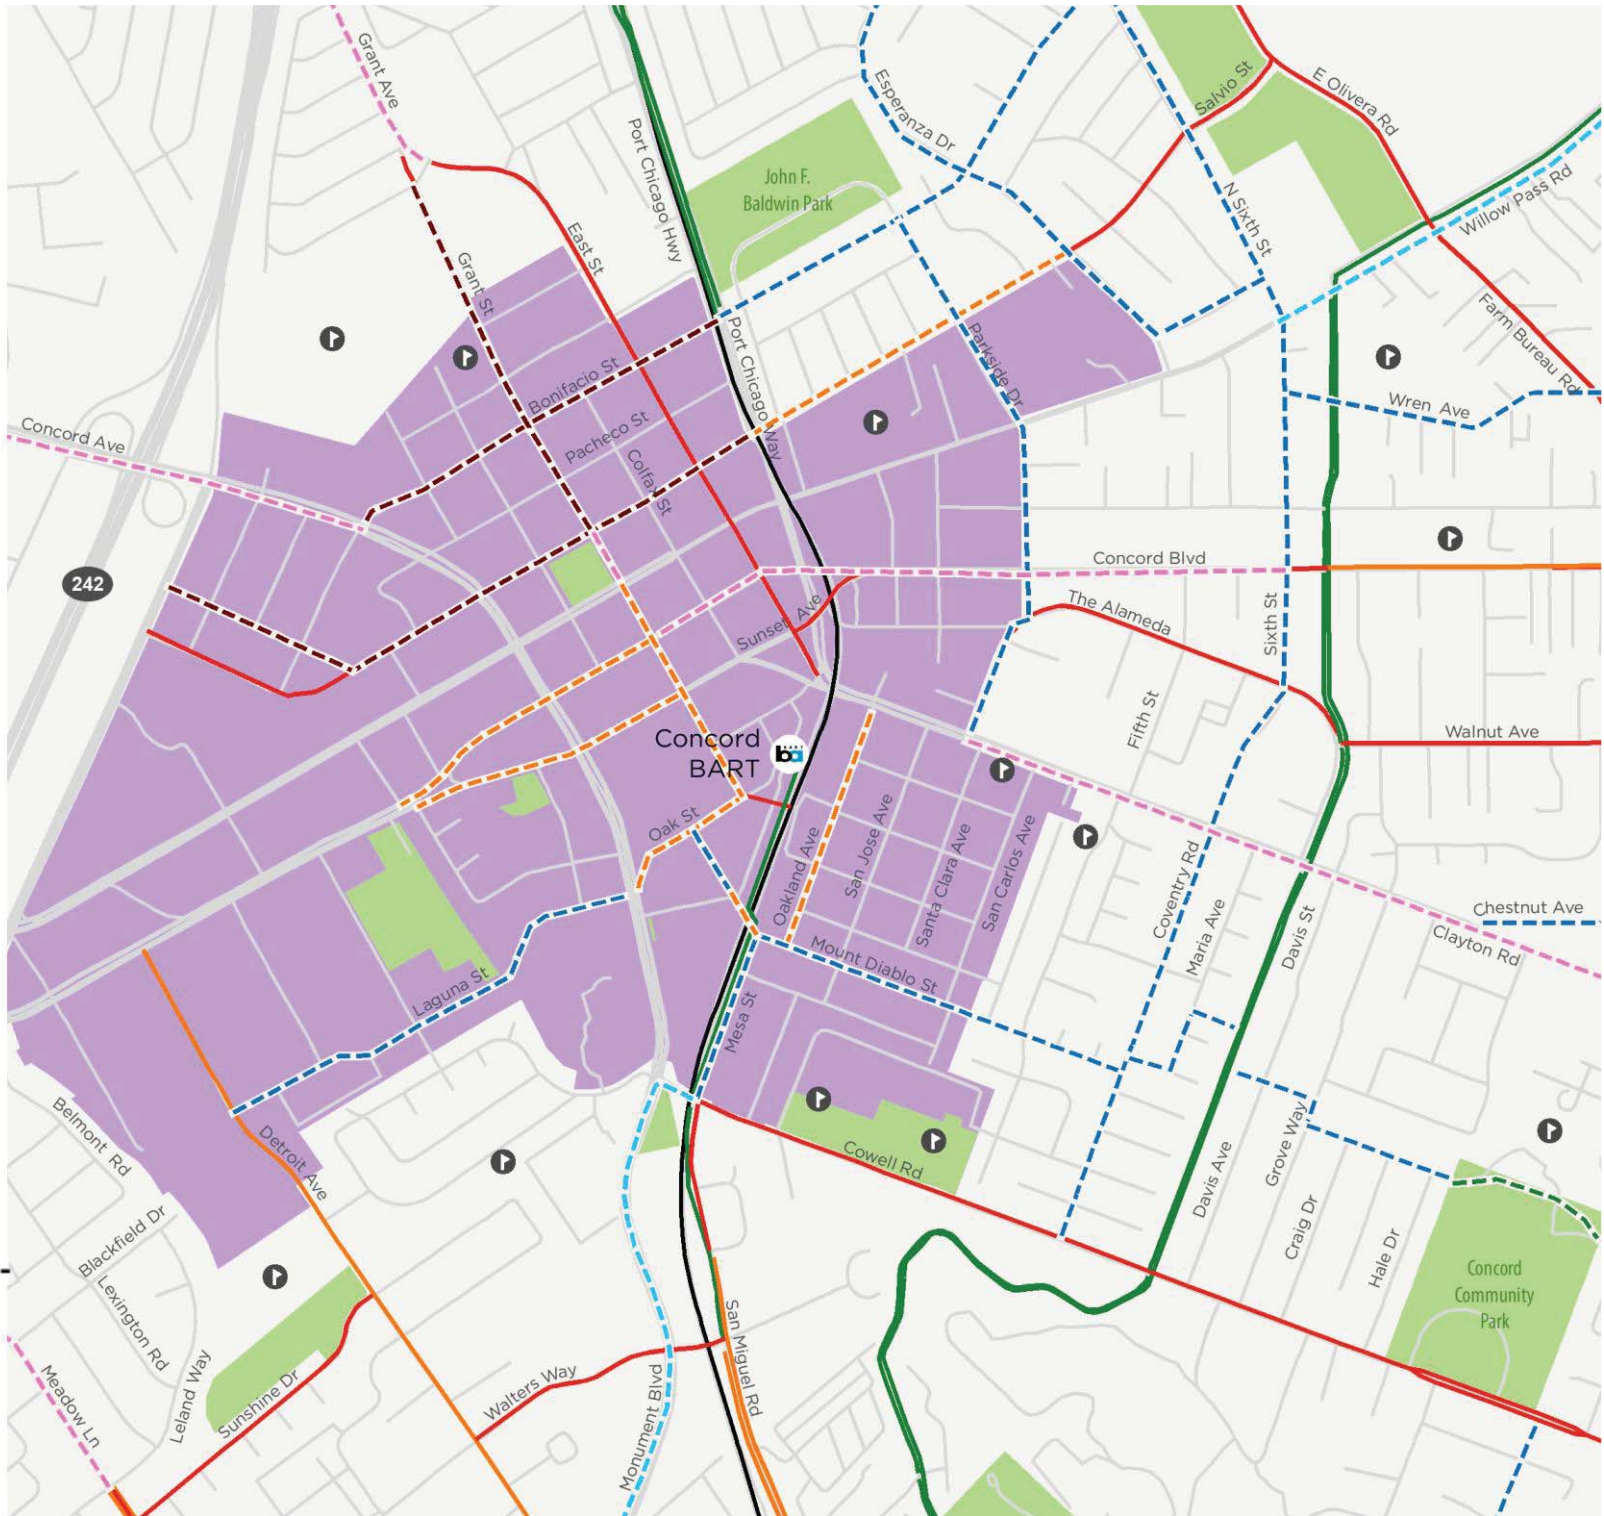 Grant Ave
Port Chicago Hwy
Esperanza Dr
Salvio St
E Olivera Rd
John F.
Baldwin Park
Willow Pass Rd
N Sixth St
East St
Grant St
Farm Bureau Rd
Port Chicago Way
Parkside Dr
Bonifacio St
Pacheco St
Colfax St
Wren Ave
Concord Ave
242
Concord Blvd
The Alameda
Sunset Ave
Sixth St
Fifth St
Walnut Ave
Concord
BART
BART
ba
Oak St
Oakland Ave
San Jose Ave
Santa Clara Ave
San Carlos Ave
Coventry Rd
Maria Ave
Davis St
Chestnut Ave
Clayton Rd
Mount Diablo St
Laguna St
Mesa St
Belmont Rd
Detroit Ave
Cowell Rd
Davis Ave
Grove Way
Craig Dr
Hale Dr
Concord
Community
Park
Blackfield Dr
Lexington Rd
Leland Way
Sunshine Dr
Meadow Ln
Walters Way
Monument Blvd
San Miguel Rd